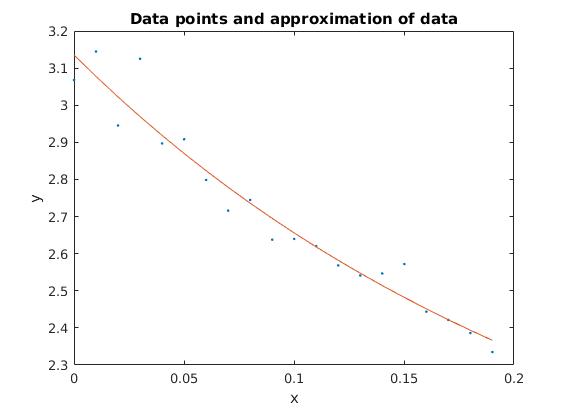 Data points and approximation of data
3.2
3.1
3
2.9
2.8
2.7
2.6
2.5
2.4
2.3
y
0 0.05 0.1 0.15 0.2
x